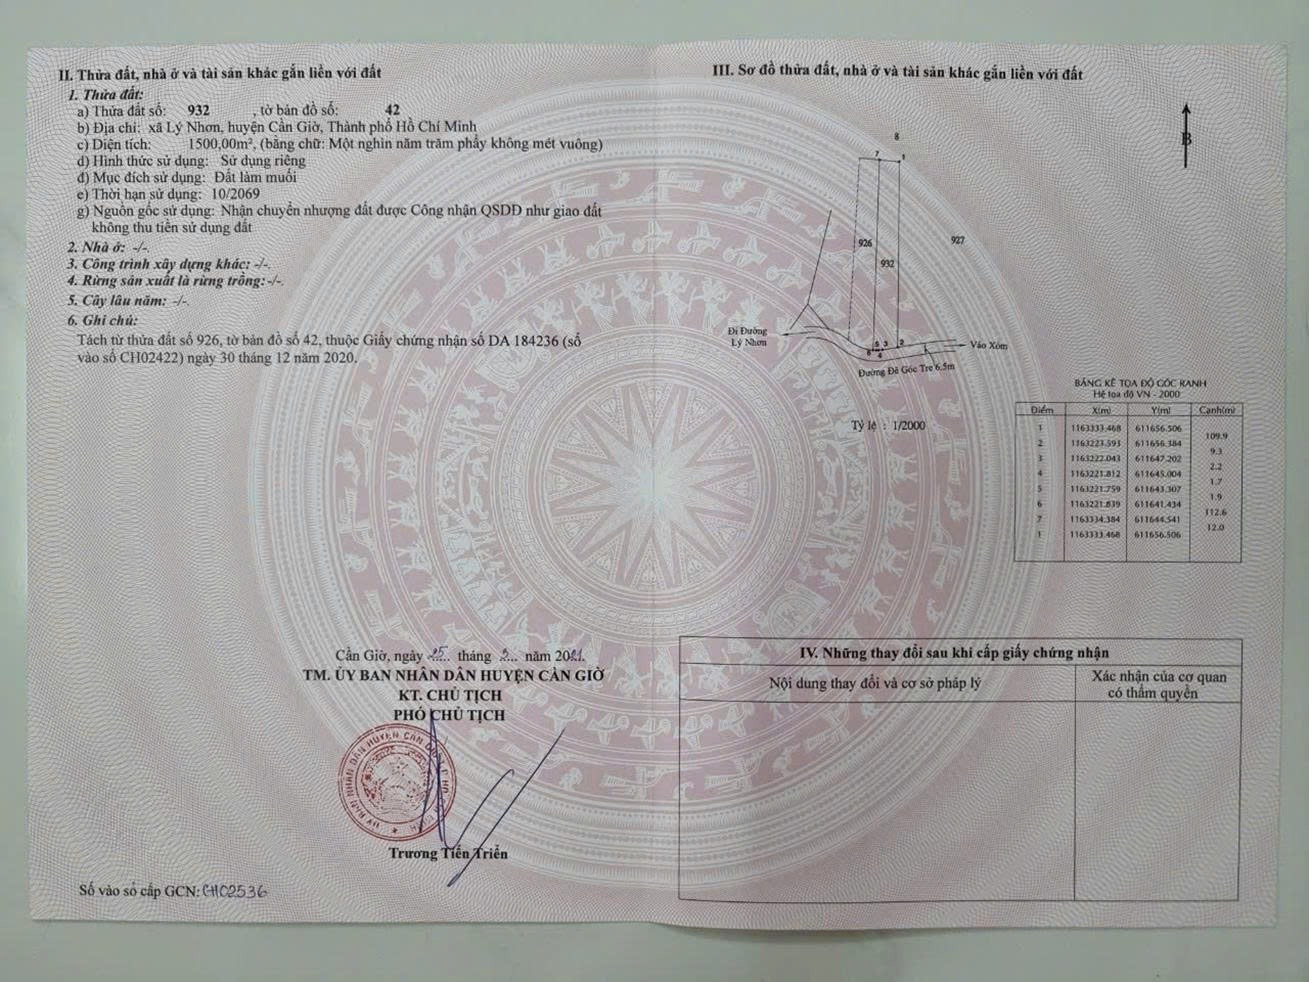 II. Thửa đất, nhà ở và tài sản khác gắn liền với đất
1. Thửa đất:
a) Thửa đất số: 932 , tờ bản đồ số: 42
b) Địa chỉ: xã Lý Nhơn, huyện Cần Giờ, Thành phố Hồ Chí Minh
c) Diện tích: 1500,00m², (bằng chữ: Một nghìn năm trăm phẩy không mét vuông)
d) Hình thức sử dụng: Sử dụng riêng
đ) Mục đích sử dụng: Đất làm muối
e) Thời hạn sử dụng: 10/2069
g) Nguồn gốc sử dụng: Nhận chuyển nhượng đất được Công nhận QSDĐ như giao đất
không thu tiền sử dụng đất
2. Nhà ở: -/-.
3. Công trình xây dựng khác: -/-.
4. Rừng sản xuất là rừng trồng:-/-.
5. Cây lâu năm: -/-.
6. Ghi chú:
Tách từ thửa đất số 926, tờ bản đồ số 42, thuộc Giấy chứng nhận số DA 184236 (số
vào sổ CH02422) ngày 30 tháng 12 năm 2020.
Cần Giờ, ngày 25 tháng 2 năm 2021.
TM. ỦY BAN NHÂN DÂN HUYỆN CẦN GIỜ
KT. CHỦ TỊCH
PHÓ CHỦ TỊCH
Trương Tiến Triển
Số vào sổ cấp GCN: CH02536
III. Sơ đồ thửa đất, nhà ở và tài sản khác gắn liền với đất
B
8
7 1
926
932
927
Đi Đường
Lý Nhơn
5 3 2
6 4
Vào Xóm
Đường Đê Gốc Tre 6.5m
Tỷ lệ : 1/2000
BẢNG KÊ TỌA ĐỘ GÓC RANH
Hệ tọa độ VN - 2000
Điểm X(m) Y(m) Cạnh(m)
1 1163333.468 611656.506
109.9
2 1163223.593 611656.384
9.3
3 1163222.043 611647.202
2.2
4 1163221.812 611645.004
1.7
5 1163221.759 611643.307
1.9
6 1163221.839 611641.434
112.6
7 1163334.384 611644.541
12.0
1 1163333.468 611656.506
IV. Những thay đổi sau khi cấp giấy chứng nhận
Nội dung thay đổi và cơ sở pháp lý
Xác nhận của cơ quan
có thẩm quyền